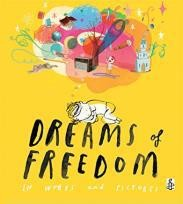 DREAMS of
FREEDOM
IN WORDS and PICTURES